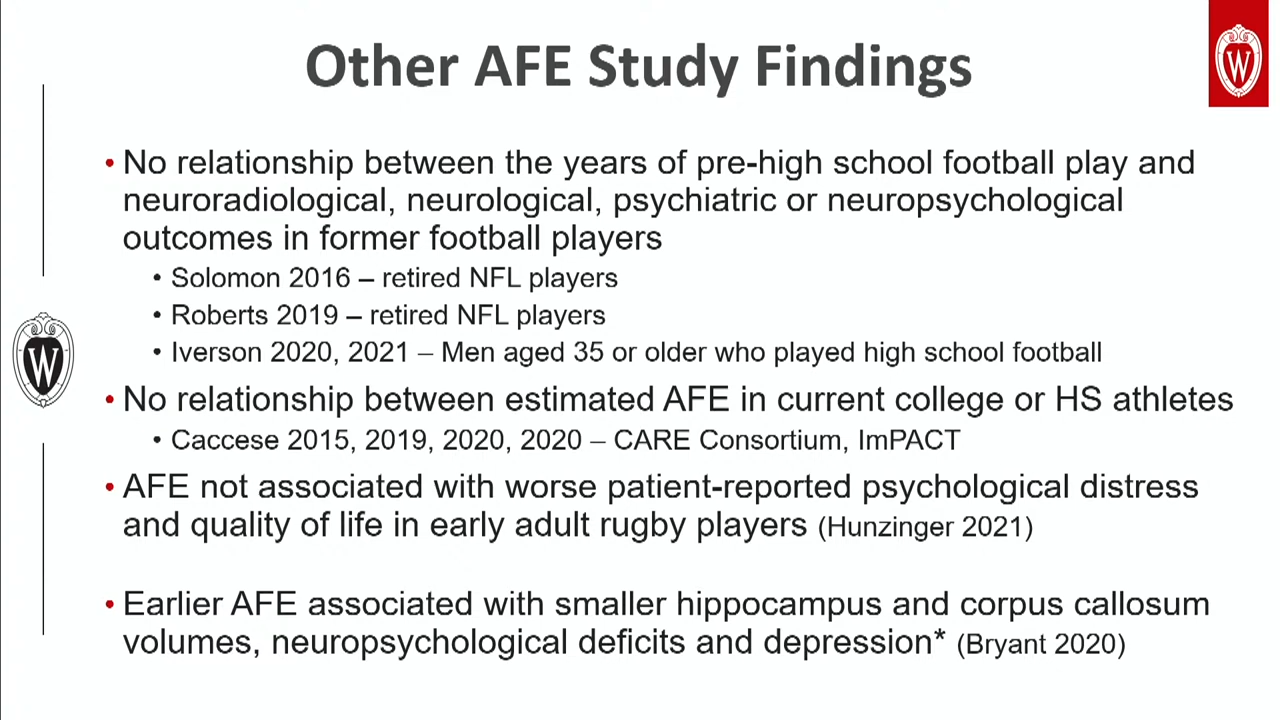 Other AFE Study Findings
W
• No relationship between the years of pre-high school football play and
neuroradiological, neurological, psychiatric or neuropsychological
outcomes in former football players
• Solomon 2016 – retired NFL players
• Roberts 2019 – retired NFL players
• Iverson 2020, 2021 – Men aged 35 or older who played high school football
W
• No relationship between estimated AFE in current college or HS athletes
• Caccese 2015, 2019, 2020, 2020 – CARE Consortium, ImPACT
• AFE not associated with worse patient-reported psychological distress
and quality of life in early adult rugby players (Hunzinger 2021)
• Earlier AFE associated with smaller hippocampus and corpus callosum
volumes, neuropsychological deficits and depression* (Bryant 2020)